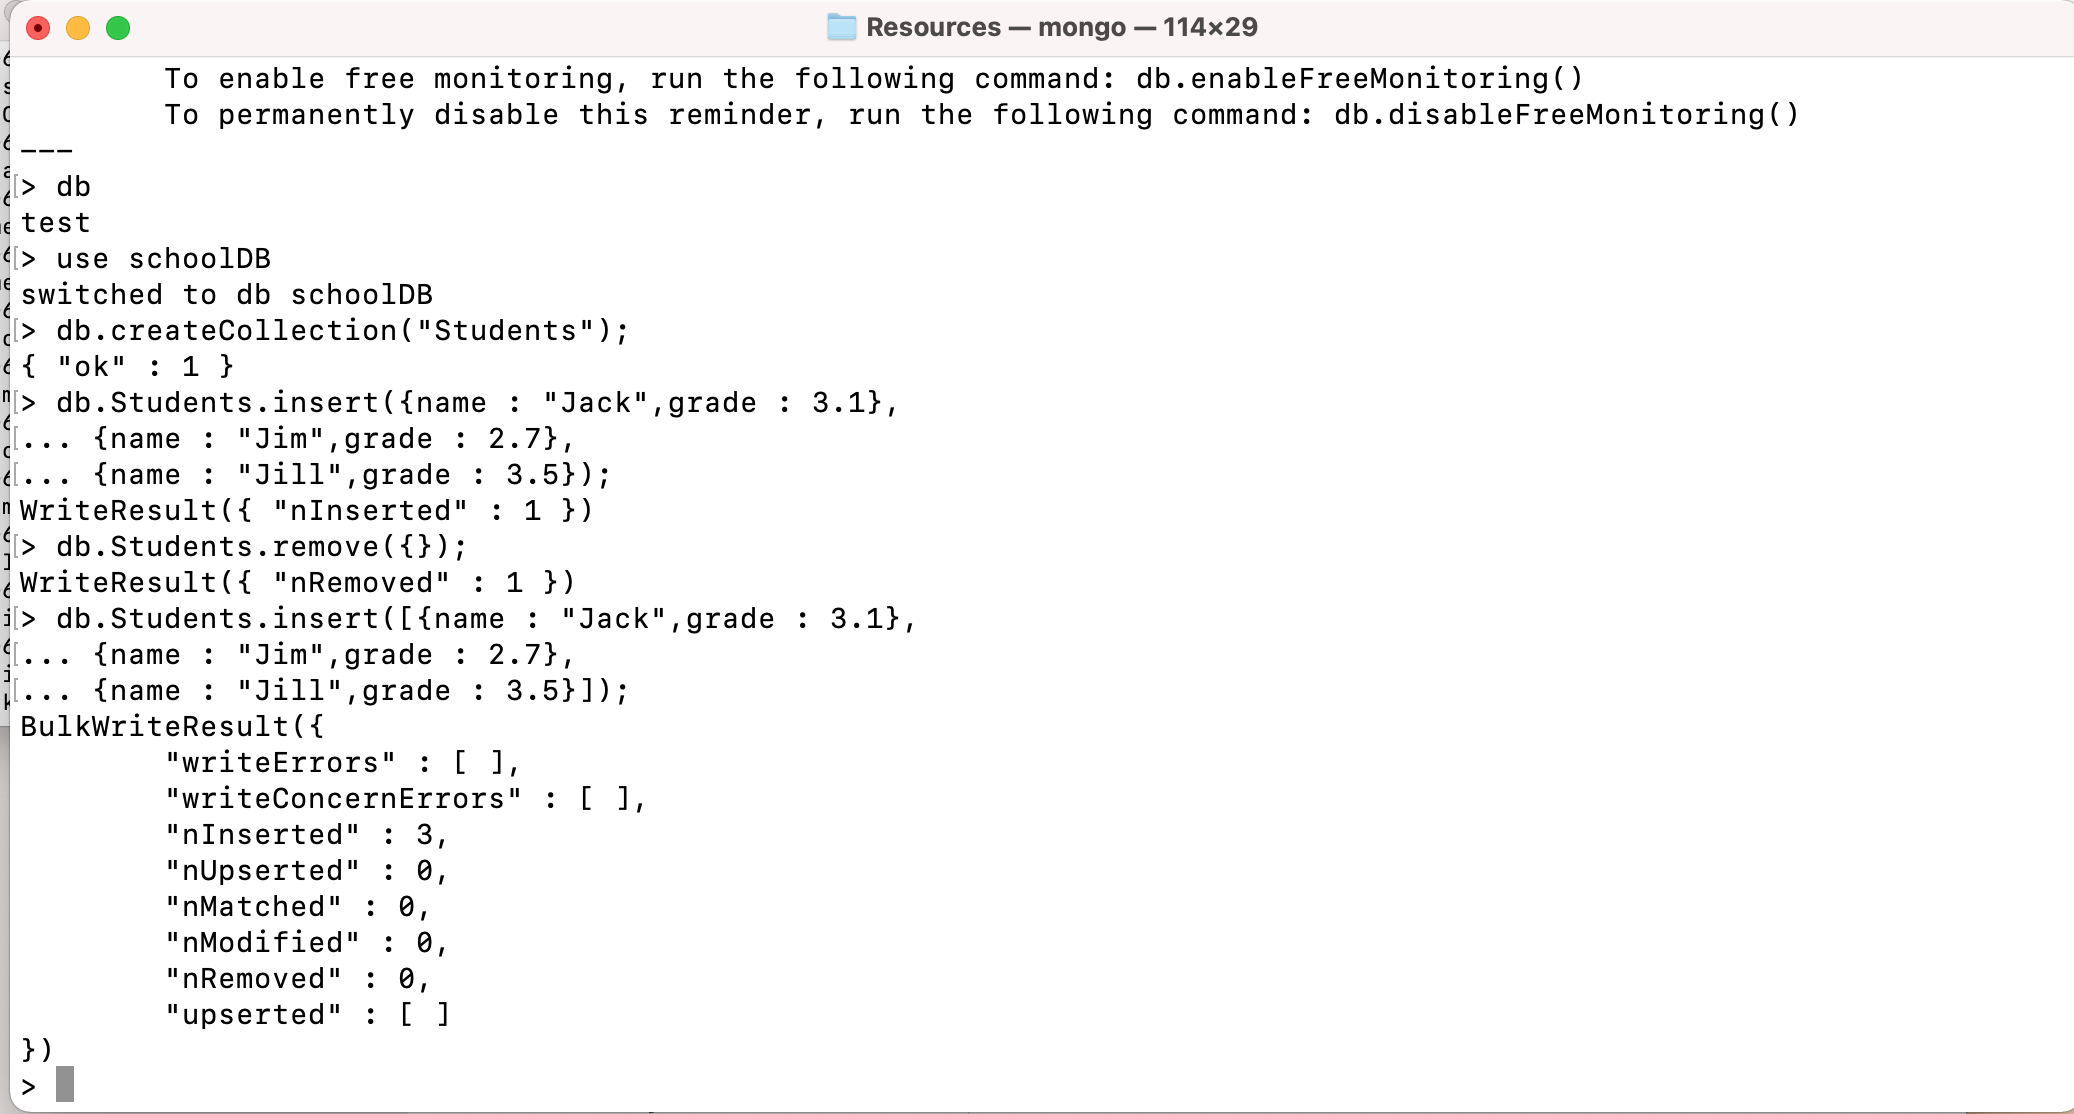 Resources — mongo — 114×29
To enable free monitoring, run the following command: db.enableFreeMonitoring()
To permanently disable this reminder, run the following command: db.disableFreeMonitoring()
---
> db
test
> use schoolDB
switched to db schoolDB
> db.createCollection("Students");
{ "ok" : 1 }
> db.Students.insert({name : "Jack",grade : 3.1},
... {name : "Jim",grade : 2.7},
... {name : "Jill",grade : 3.5});
WriteResult({ "nInserted" : 1 })
> db.Students.remove({});
WriteResult({ "nRemoved" : 1 })
> db.Students.insert([{name : "Jack",grade : 3.1},
... {name : "Jim",grade : 2.7},
... {name : "Jill",grade : 3.5}]);
BulkWriteResult({
"writeErrors" : [ ],
"writeConcernErrors" : [ ],
"nInserted" : 3,
"nUpserted" : 0,
"nMatched" : 0,
"nModified" : 0,
"nRemoved" : 0,
"upserted" : [ ]
})
>